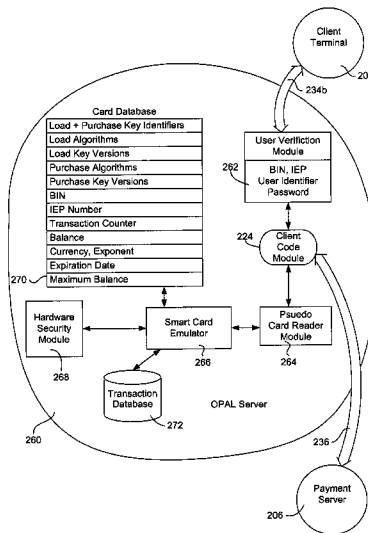 Client
Terminal
20
234b
Card Database
Load + Purchase Key Identifiers
Load Algorithms
Load Key Versions
Purchase Algorithms
Purchase Key Versions
BIN
IEP Number
Transaction Counter
Balance
Currency, Exponent
Expiration Date
Maximum Balance
270
User Verifiction
Module
262
BIN, IEP
User Identifier
Password
224
Client
Code
Module
Hardware
Security
Module
268
Smart Card
Emulator
266
Psuedo
Card Reader
Module
264
Transaction
Database
272
OPAL Server
260
236
Payment
Server
206